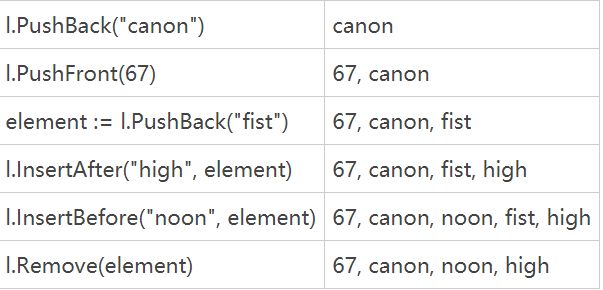 l.PushBack("canon") canon
l.PushFront(67) 67, canon
element := l.PushBack("fist") 67, canon, fist
l.InsertAfter("high", element) 67, canon, fist, high
l.InsertBefore("noon", element) 67, canon, noon, fist, high
l.Remove(element) 67, canon, noon, high